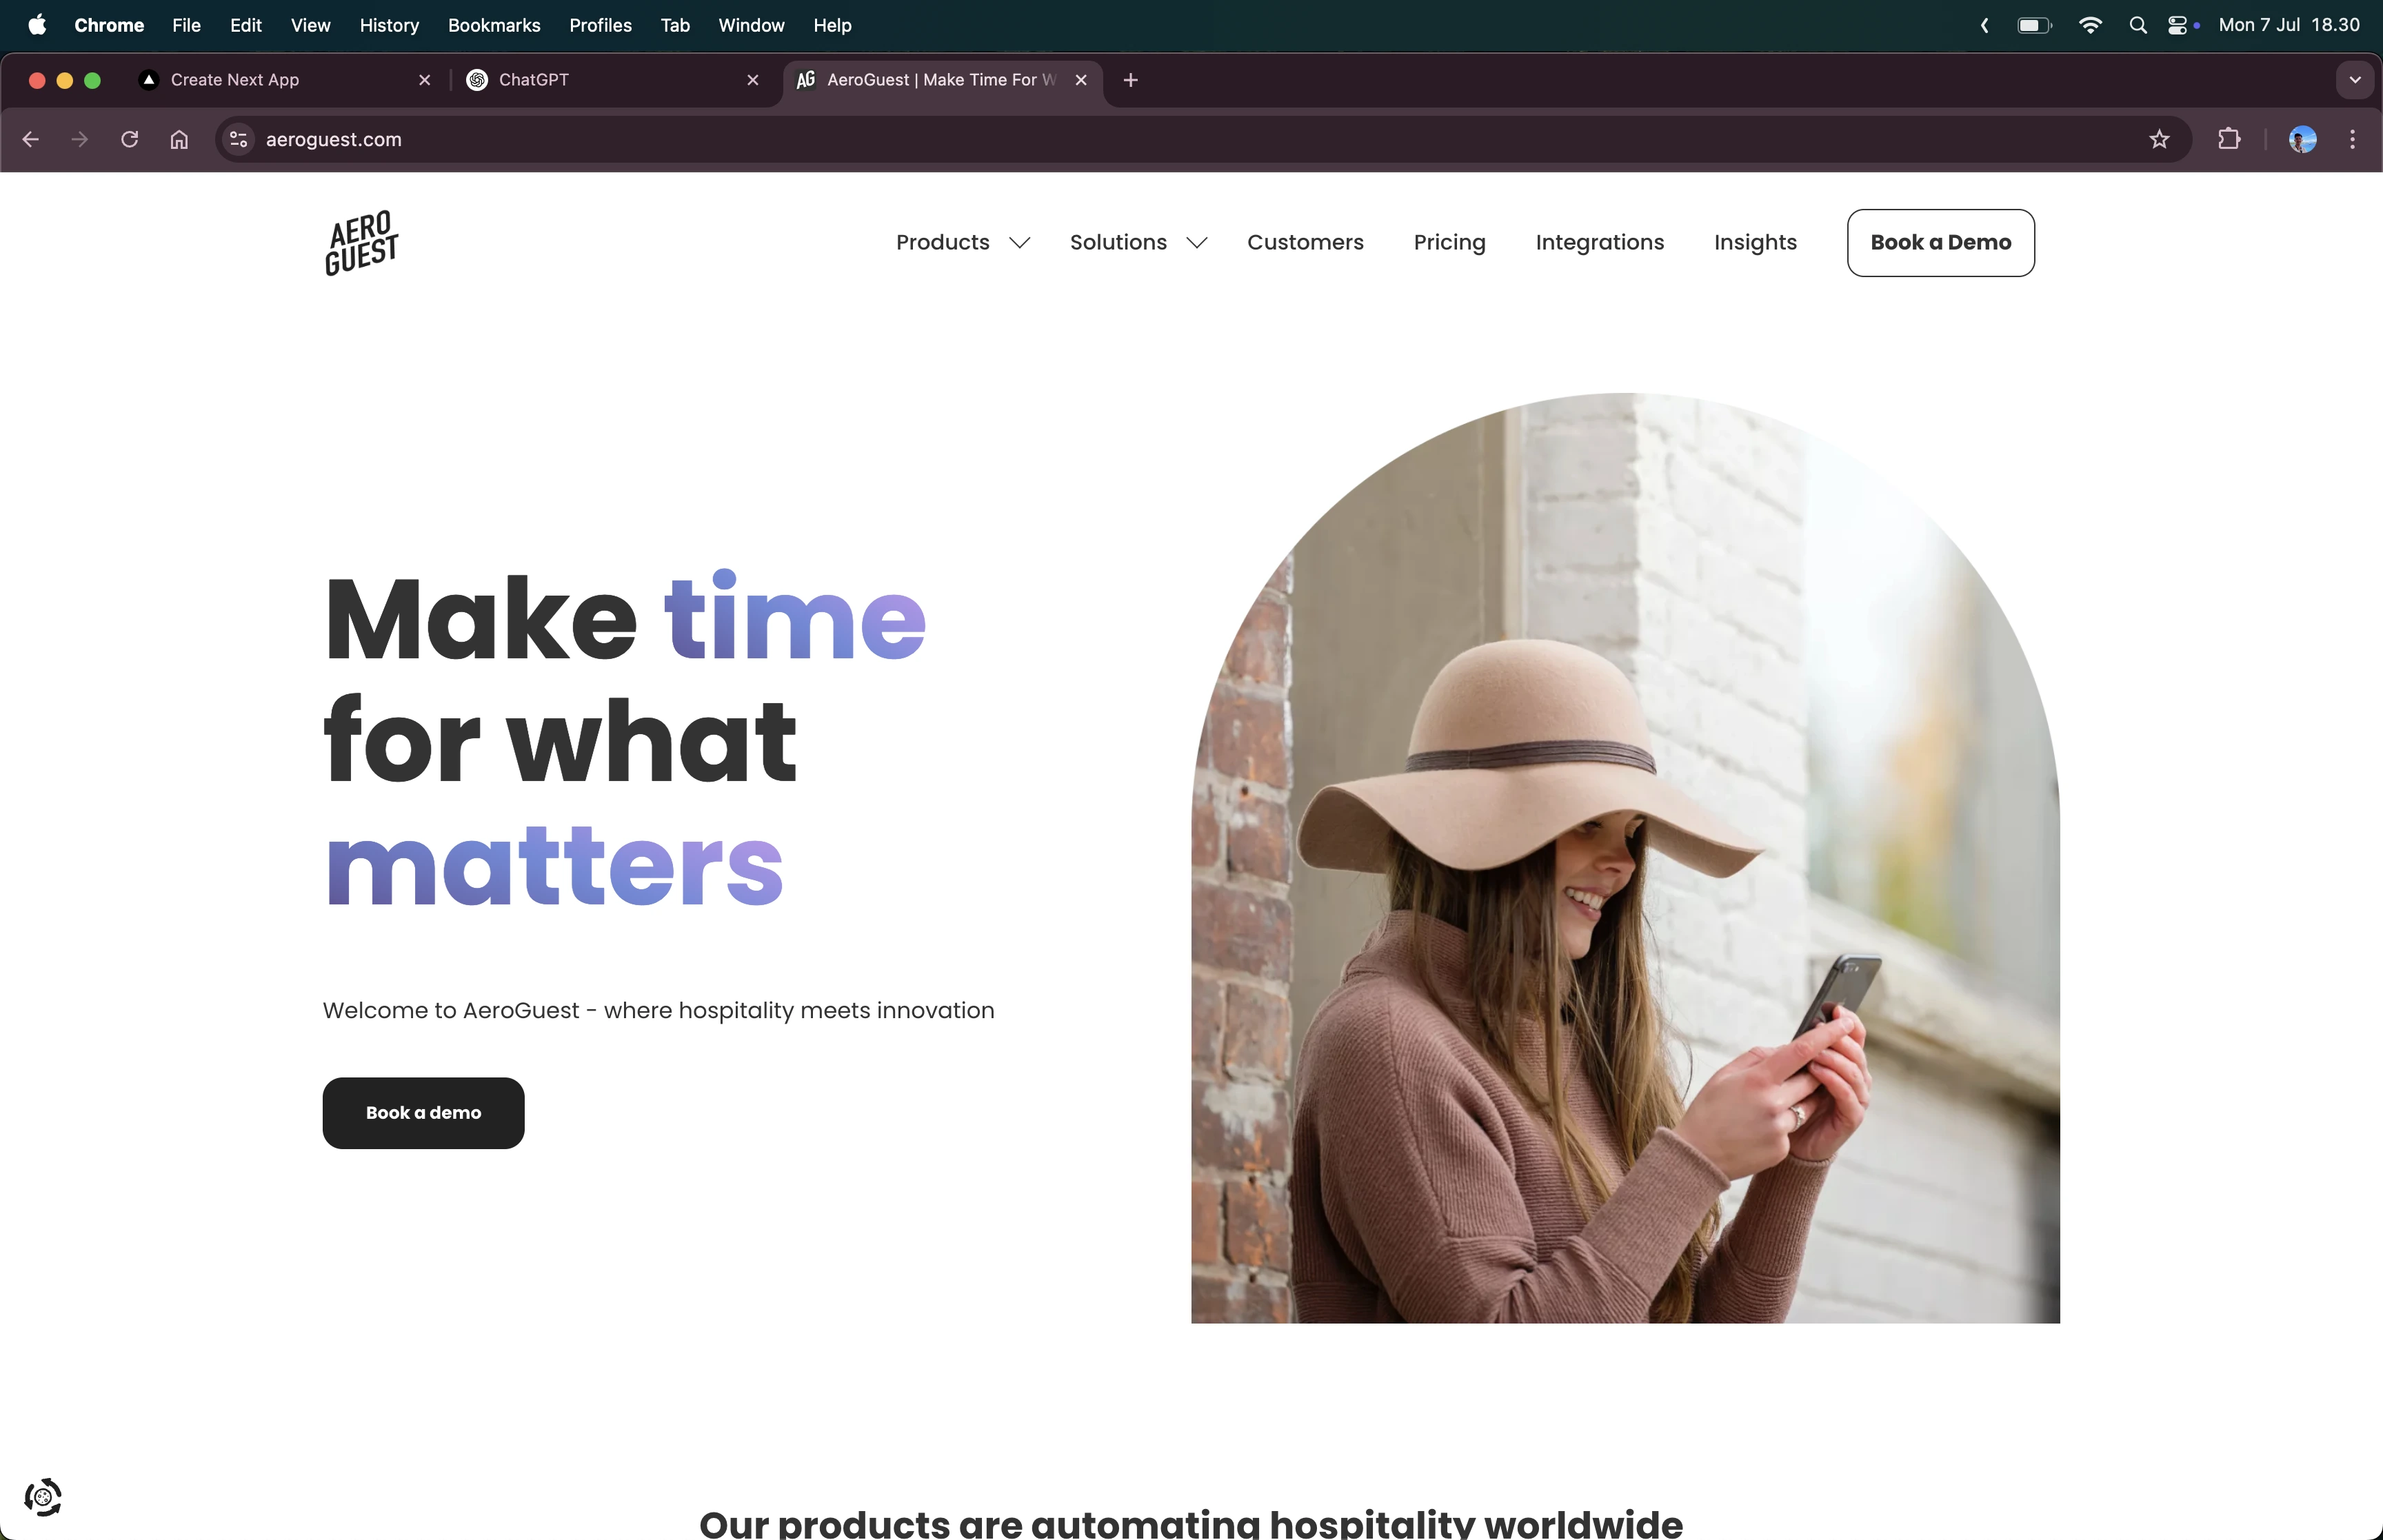 Chrome File Edit View History Bookmarks Profiles Tab Window Help Mon 7 Jul 18.30
Create Next App ChatGPT AG AeroGuest | Make Time For W
aeroguest.com
AERO
GUEST
Products Solutions Customers Pricing Integrations Insights Book a Demo
Make time
for what
matters
Welcome to AeroGuest - where hospitality meets innovation
Book a demo
Our products are automating hospitality worldwide